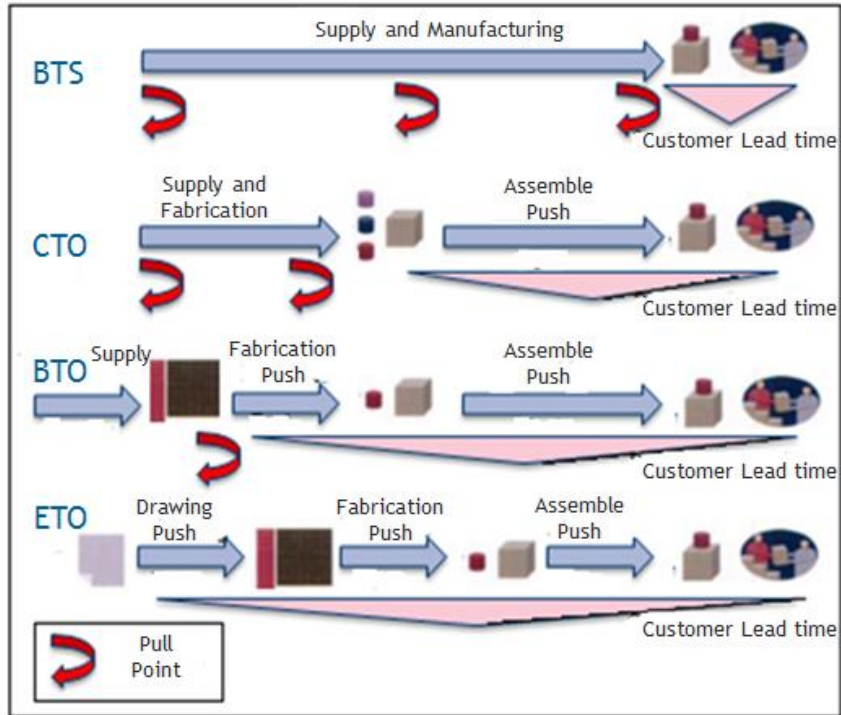 Supply and Manufacturing
BTS
Customer Lead time
Supply and
Fabrication
Assemble
Push
CTO
Customer Lead time
Supply
Fabrication
Push
Assemble
Push
BTO
Customer Lead time
ETO
Drawing
Push
Fabrication
Push
Assemble
Push
Customer Lead time
Pull
Point